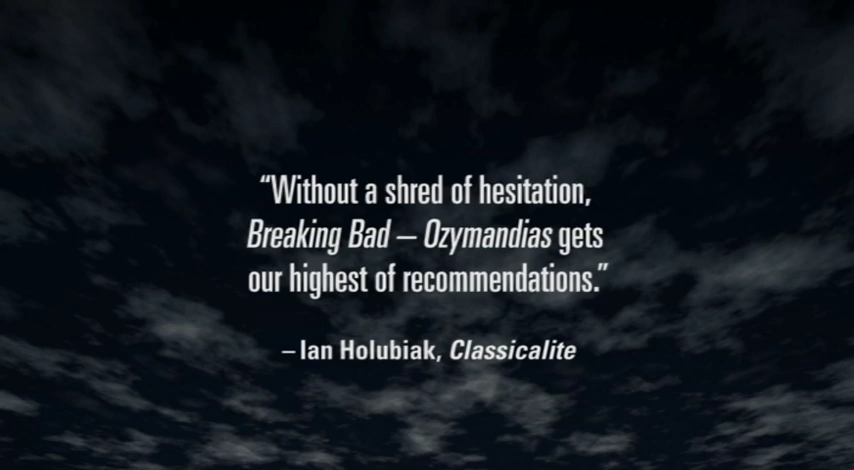 “Without a shred of hesitation,
Breaking Bad – Ozymandias gets
our highest of recommendations.”
– Ian Holubiak, Classicalite